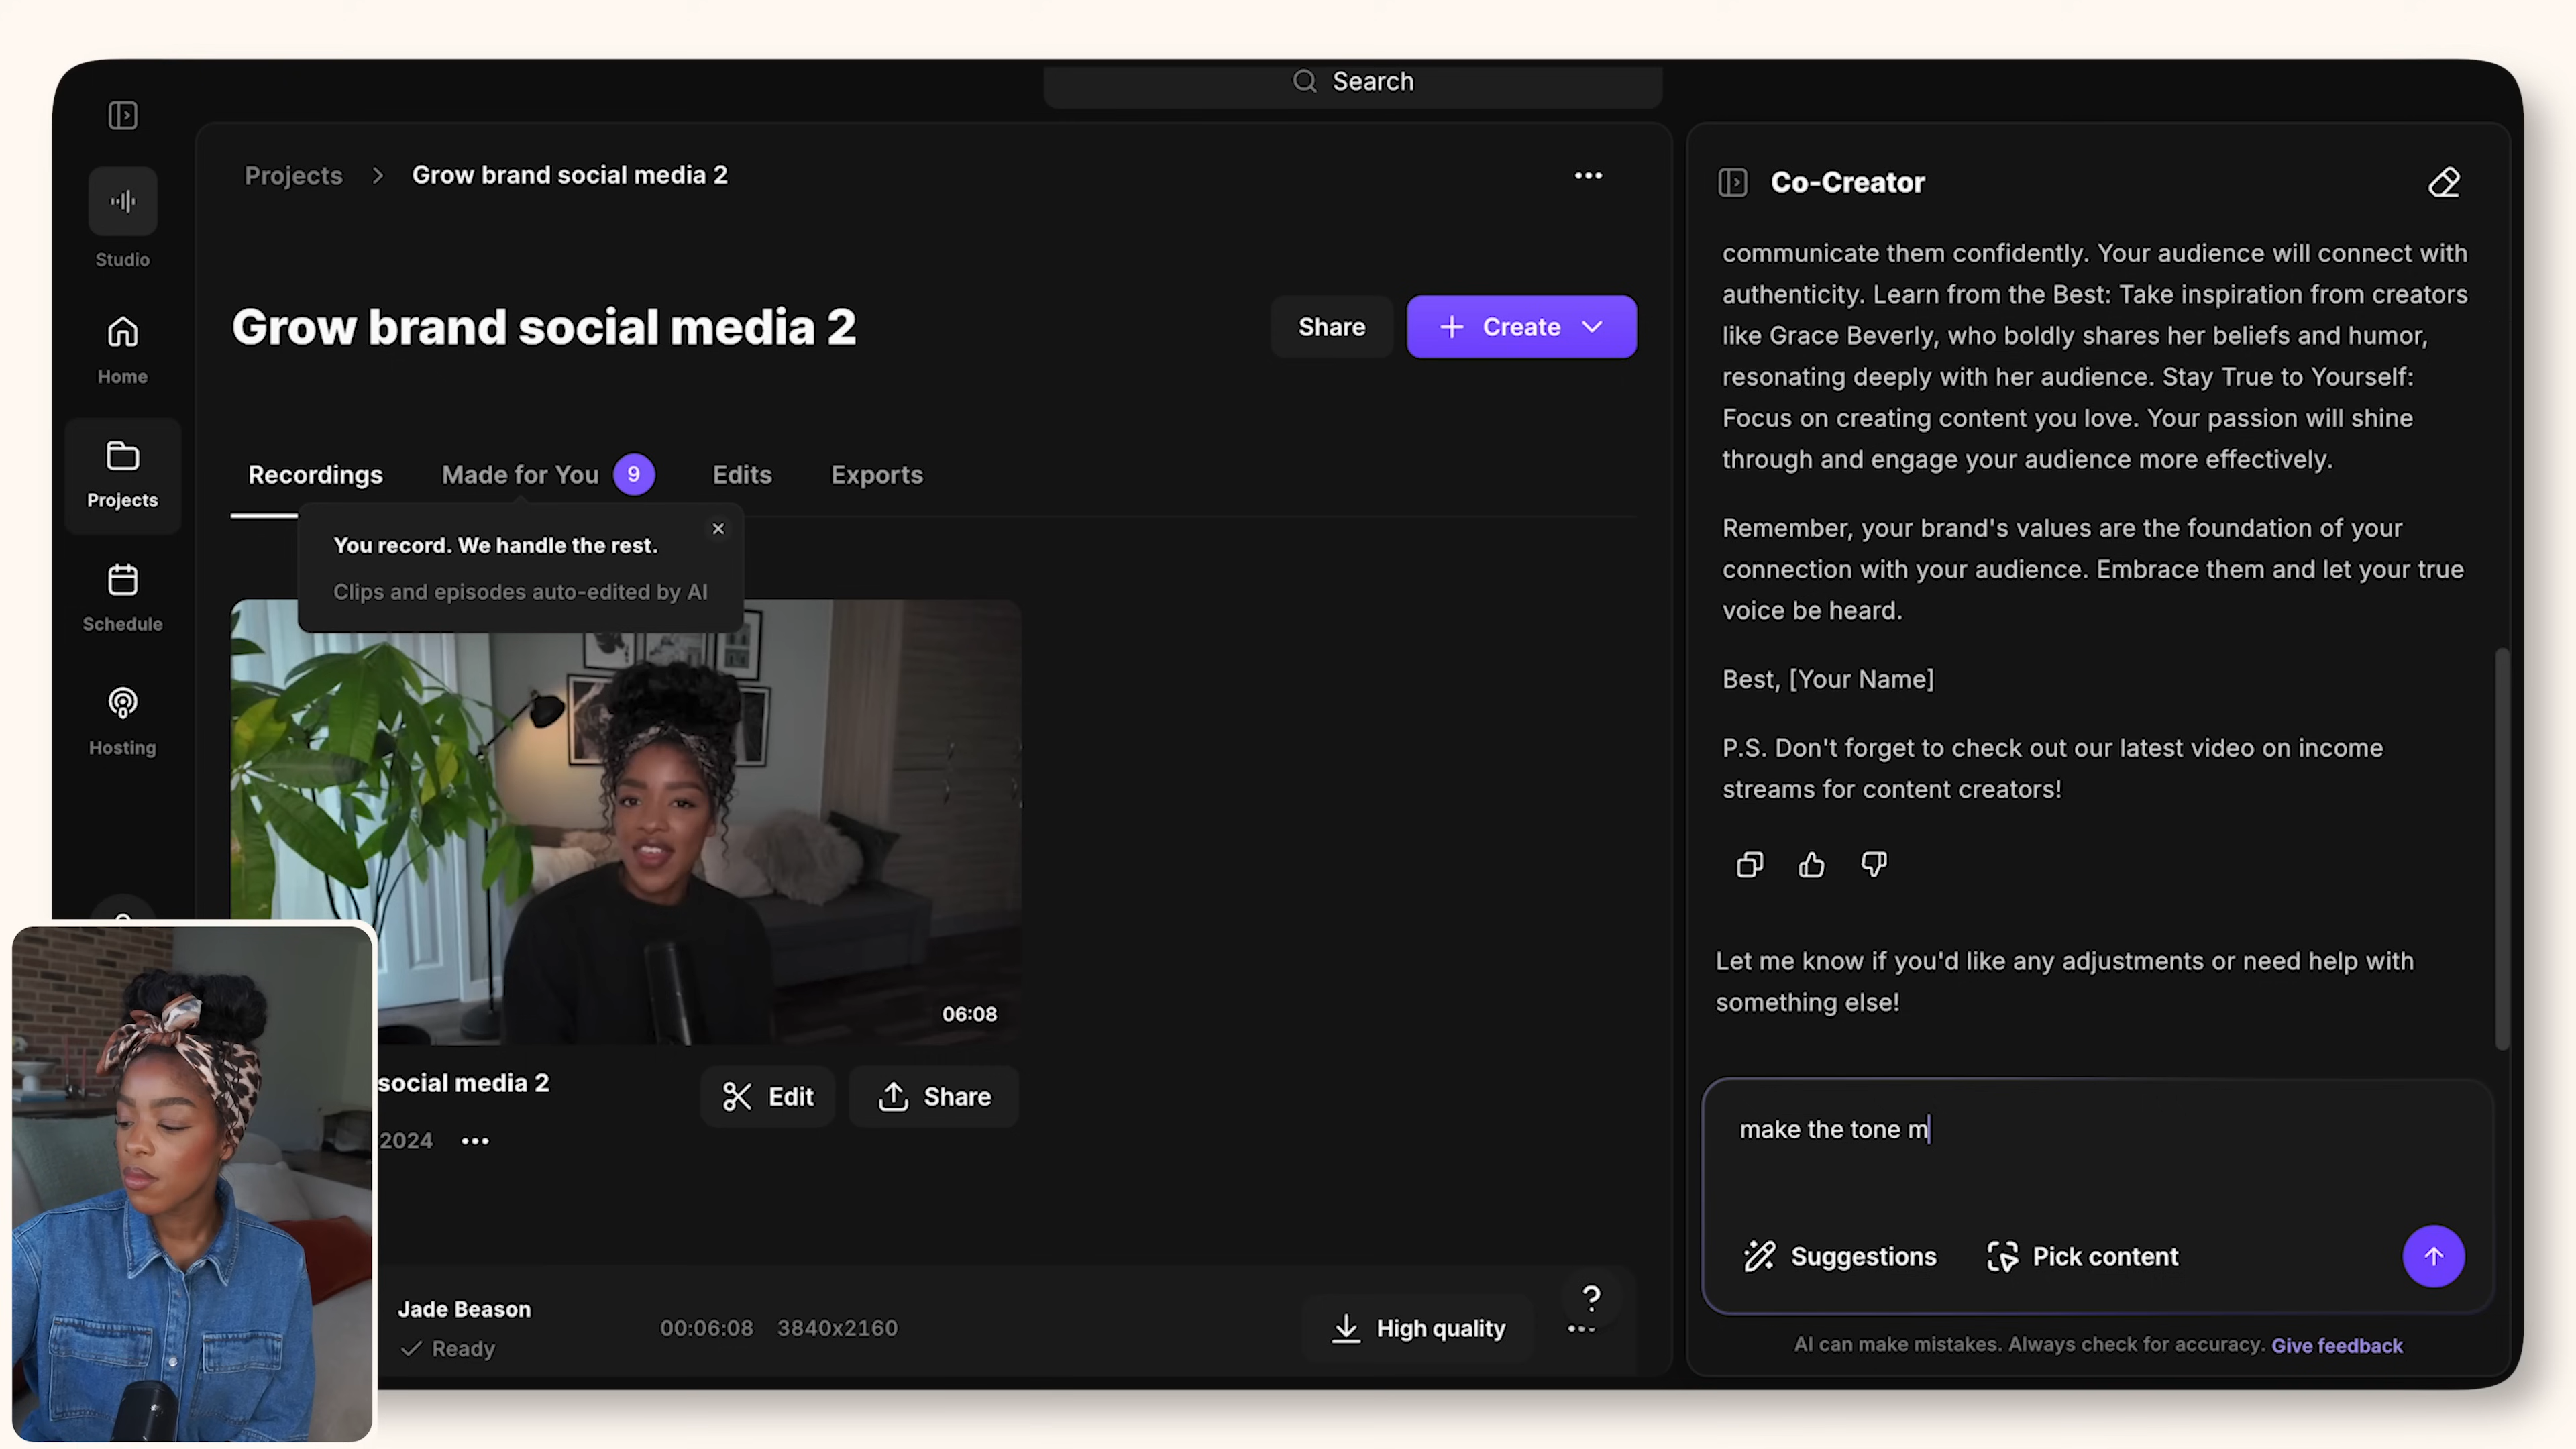 Search
Studio
Home
Projects
Schedule
Hosting
Projects > Grow brand social media 2
Grow brand social media 2
Share
+ Create
Recordings
Made for You 9
Edits
Exports
You record. We handle the rest.
Clips and episodes auto-edited by AI
06:08
social media 2
2024
Edit
Share
Jade Beason
Ready
00:06:08 3840x2160
High quality
?
Co-Creator
communicate them confidently. Your audience will connect with
authenticity. Learn from the Best: Take inspiration from creators
like Grace Beverly, who boldly shares her beliefs and humor,
resonating deeply with her audience. Stay True to Yourself:
Focus on creating content you love. Your passion will shine
through and engage your audience more effectively.
Remember, your brand's values are the foundation of your
connection with your audience. Embrace them and let your true
voice be heard.
Best, [Your Name]
P.S. Don't forget to check out our latest video on income
streams for content creators!
Let me know if you'd like any adjustments or need help with
something else!
make the tone m
Suggestions
Pick content
AI can make mistakes. Always check for accuracy. Give feedback